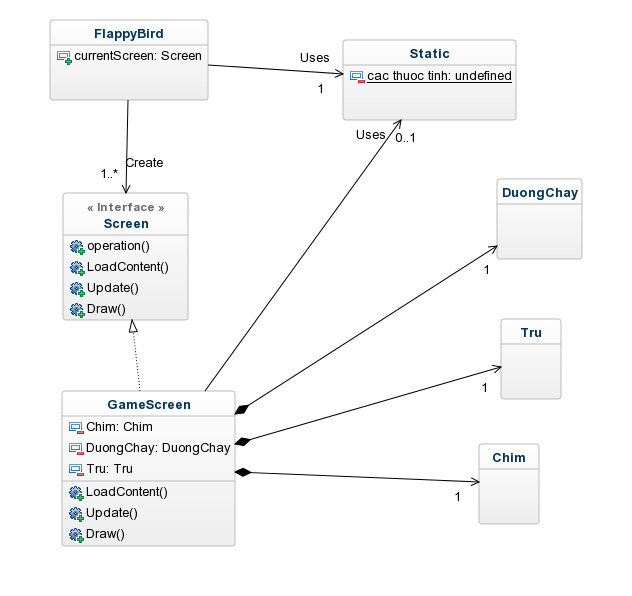 FlappyBird
currentScreen: Screen
Uses
1
Static
cac thuoc tinh: undefined
Uses
0..1
Create
1..*
« Interface »
Screen
operation()
LoadContent()
Update()
Draw()
DuongChay
1
Tru
1
GameScreen
Chim: Chim
DuongChay: DuongChay
Tru: Tru
LoadContent()
Update()
Draw()
Chim
1